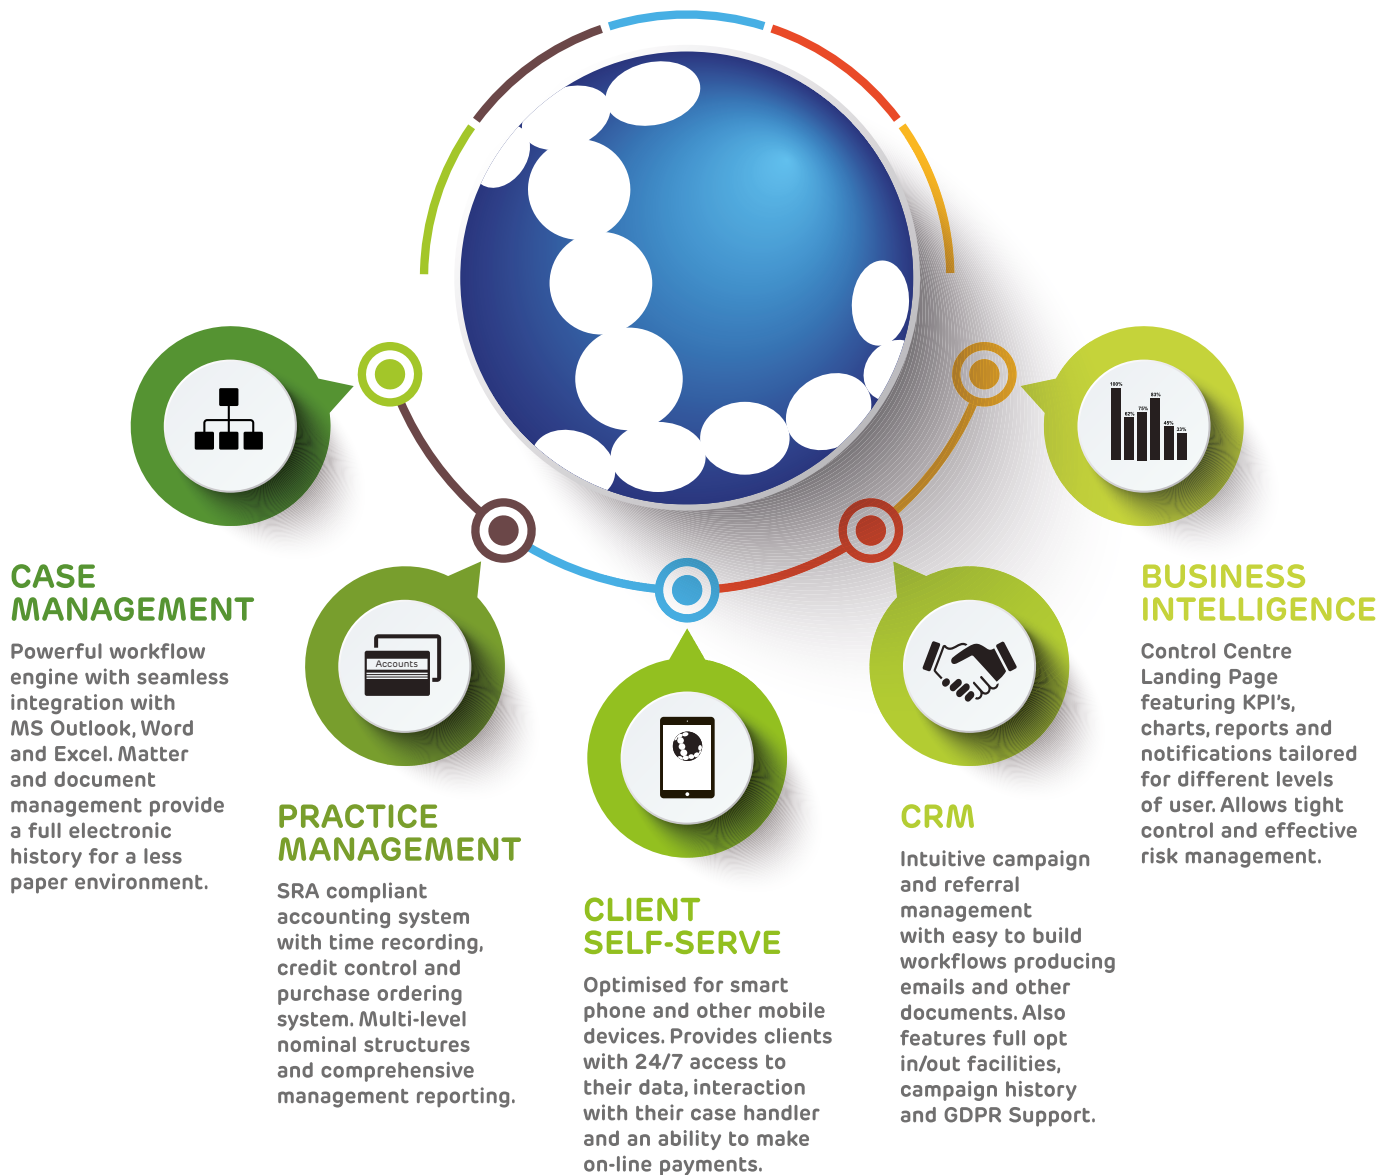 100%
62%
75%
83%
45%
33%
Accounts
CASE
MANAGEMENT
Powerful workflow
engine with seamless
integration with
MS Outlook, Word
and Excel. Matter
and document
management provide
a full electronic
history for a less
paper environment.
PRACTICE
MANAGEMENT
SRA compliant
accounting system
with time recording,
credit control and
purchase ordering
system. Multi-level
nominal structures
and comprehensive
management reporting.
CLIENT
SELF-SERVE
Optimised for smart
phone and other mobile
devices. Provides clients
with 24/7 access to
their data, interaction
with their case handler
and an ability to make
on-line payments.
CRM
Intuitive campaign
and referral
management
with easy to build
workflows producing
emails and other
documents. Also
features full opt
in/out facilities,
campaign history
and GDPR Support.
BUSINESS
INTELLIGENCE
Control Centre
Landing Page
featuring KPI's,
charts, reports and
notifications tailored
for different levels
of user. Allows tight
control and effective
risk management.